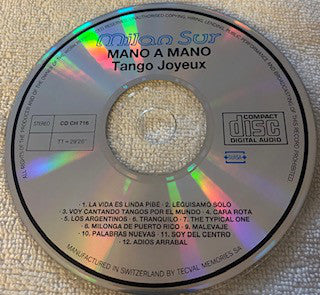 Milan Sur
MANO A MANO
Tango Joyeux
STEREO
CD CH 716
COMPACT
disc
DIGITAL AUDIO
SUISA
• 1. LA VIDA ES LINDA PIBE • 2. LEGUISAMO SOLO
• 3. VOY CANTANDO TANGOS POR EL MUNDO • 4. CARA ROTA
• 5. LOS ARGENTINOS • 6. TRANQUILO • 7. THE TYPICAL ONE
• 8. MILONGA DE PUERTO RICO • 9. MALEVAJE
• 10. PALABRAS NUEVAS • 11. SOY DEL CENTRO
• 12. ADIOS ARRABAL
MANUFACTURED IN SWITZERLAND BY TECVAL MEMORIES SA